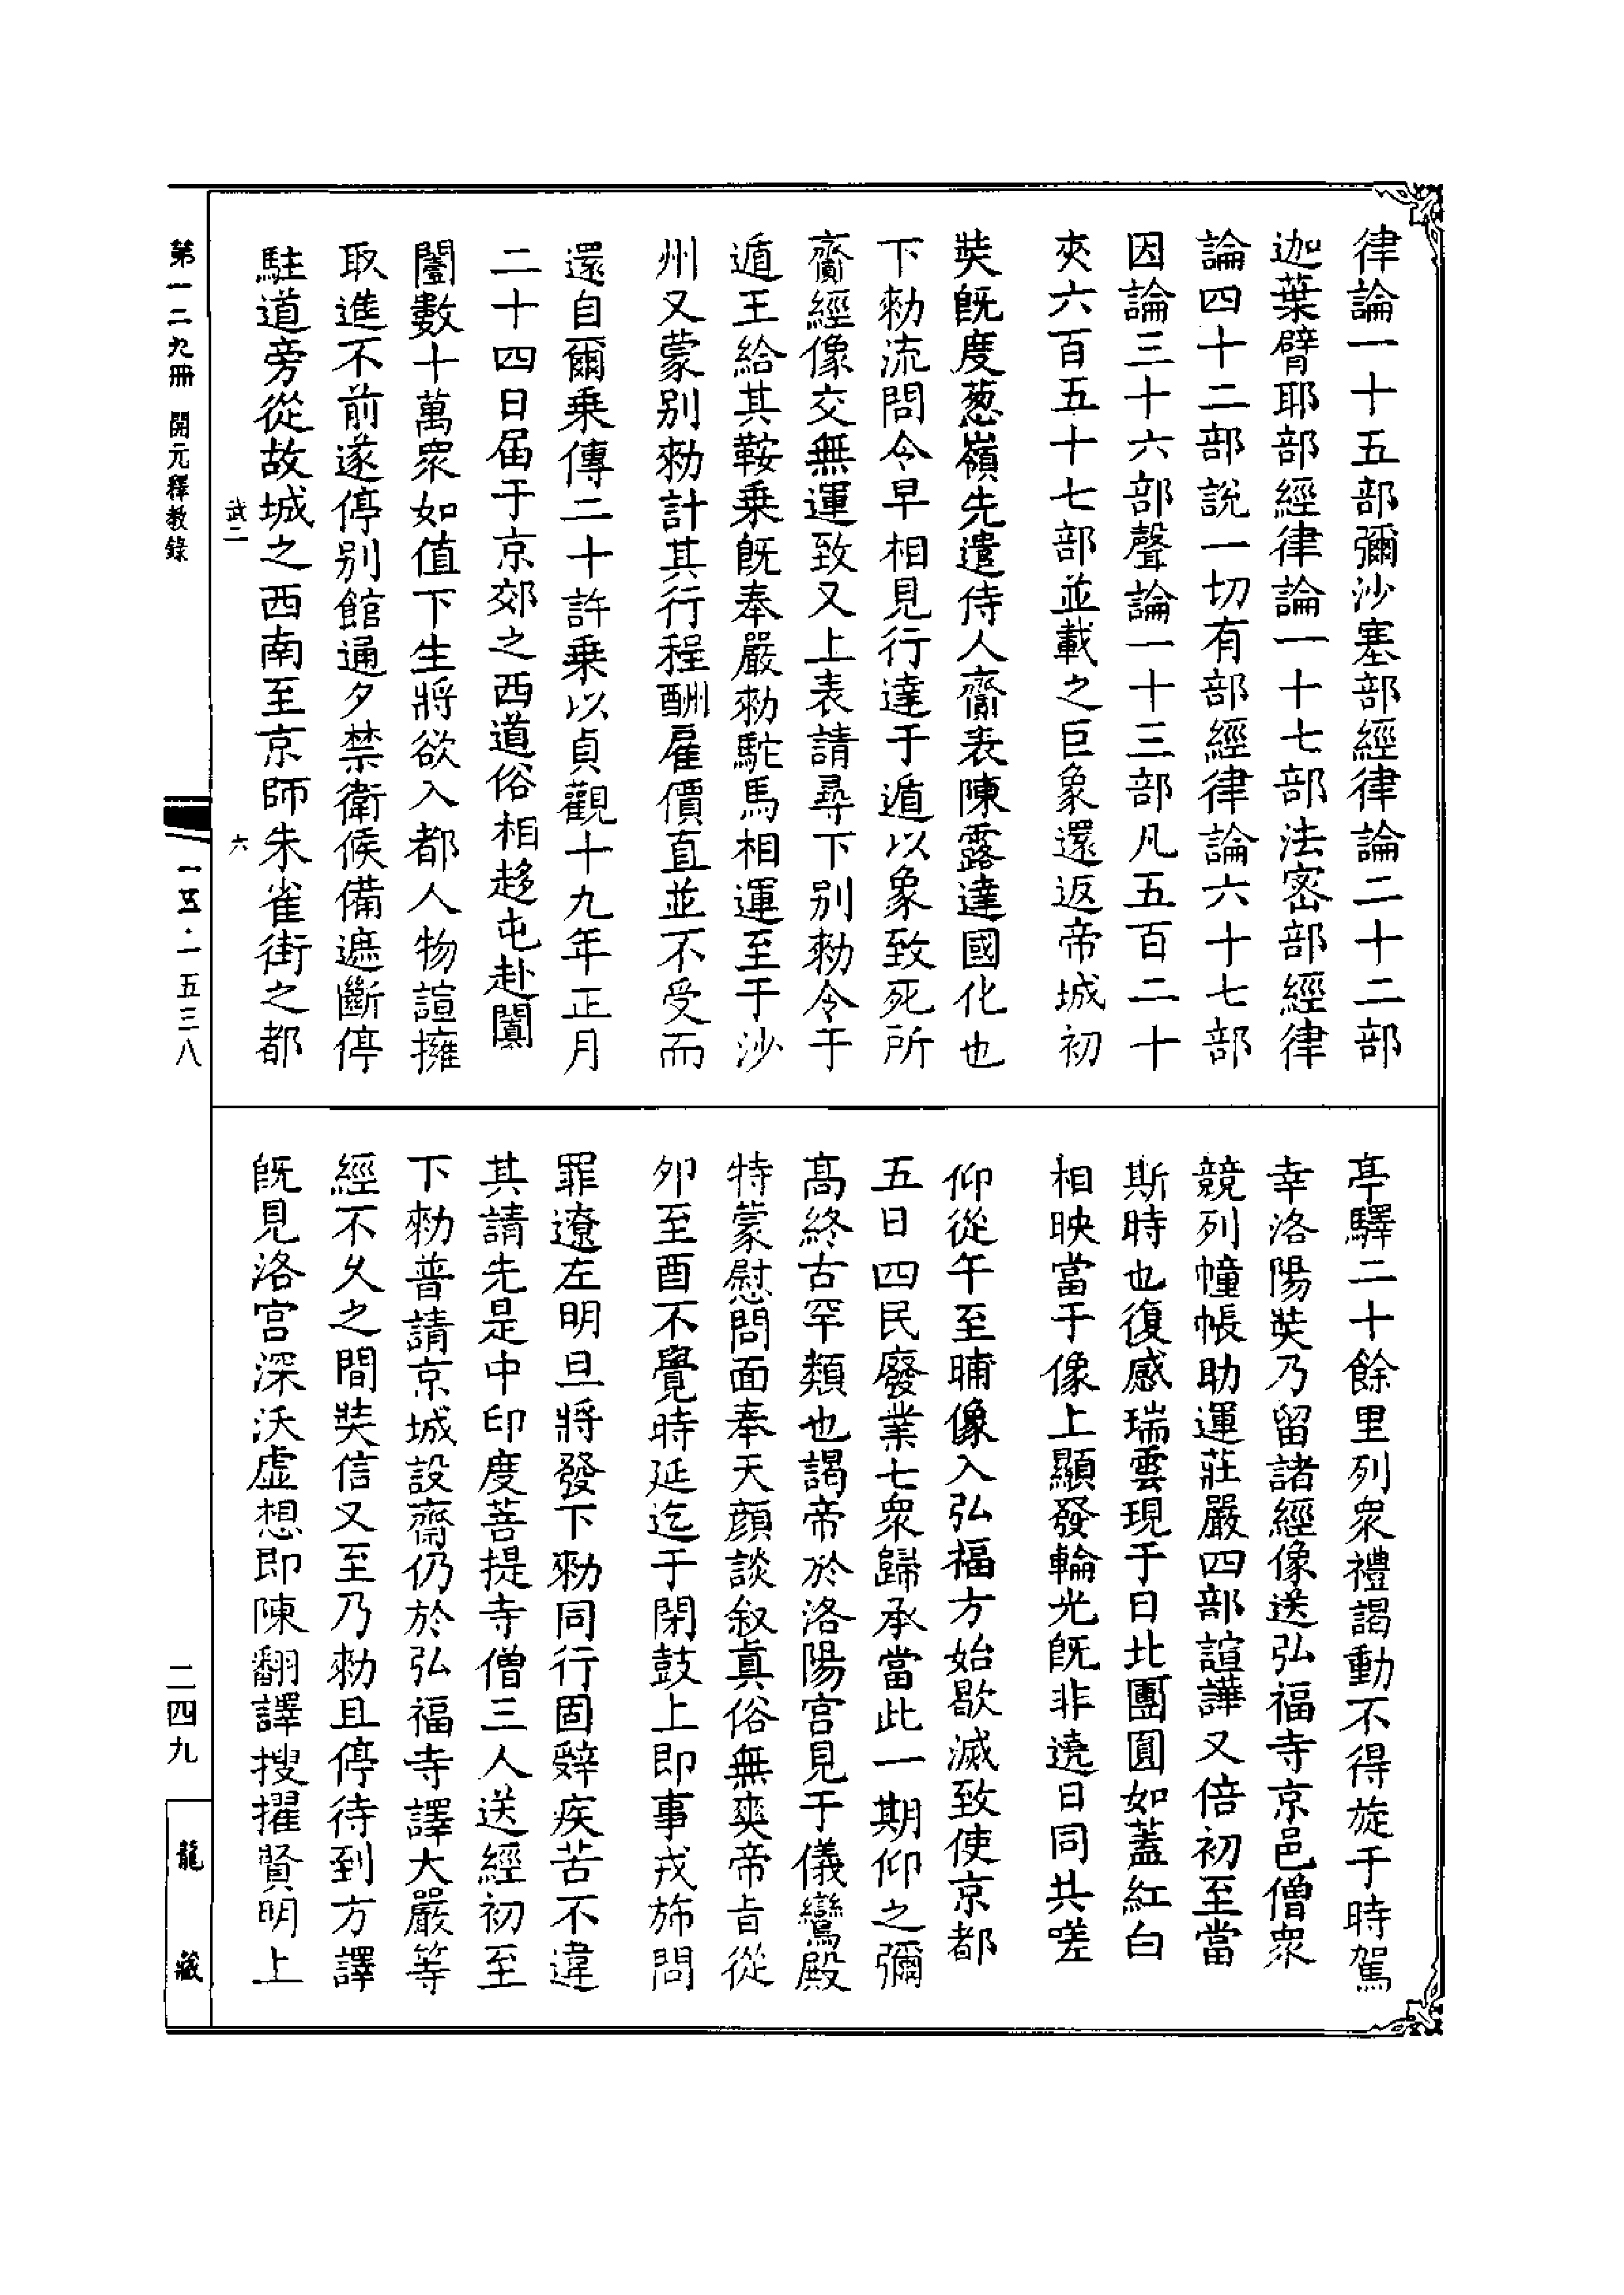 律論一十五部彌沙塞部經律論二十二部
迦葉臂耶部經律論一十七部法密部經律
論四十二部說一切有部經律論六十七部
因論三十六部聲論一十三部凡五百二十
夾六百五十七部並載之巨象還返帝城初
奘旣度葱嶺先遣侍人齎表陳露達國化也
下勑流問令早相見行達于遁以象致死所
齎經像交無運致又上表請尋下别勑令于
遁王給其鞍乗旣奉嚴勑駝馬相運至于沙
州又蒙别勑計其行程酬雇價直並不受而
還自爾乗傳二十許乗以貞觀十九年正月
二十四日届于京郊之西道俗相趍屯赴闐
闔數十萬衆如值下生將欲入都人物諠擁
取進不前遂停别館通夕禁衛候備遮斷停
駐道旁從故城之西南至京師朱雀街之都
亭驛二十餘里列衆禮謁動不得旋于時駕
幸洛陽奘乃留諸經像送弘福寺京邑僧衆
競列幢帳助運莊嚴四部諠譁又倍初至當
斯時也復感瑞雲現于日北團圓如蓋紅白
相映當于像上顯發輪光旣非遶日同共嗟
仰從午至晡像入弘福方始歇滅致使京都
五日四民廢業七衆歸承當此一期仰之彌
高終古罕類也謁帝於洛陽宫見于儀鸞殿
特蒙慰問面奉天顔談叙真俗無爽帝旨從
夘至酉不覺時延迄于閉鼓上即事戎斾問
罪遼左明旦將發下勑同行固辤疾苦不違
其請先是中印度菩提寺僧三人送經初至
下勑普請京城設齋仍於弘福寺譯大嚴等
經不久之間奘信又至乃勑且停待到方譯
旣見洛宫深沃虛想即陳翻譯搜擢賢明上
第一二九冊 開元釋教錄
武二
六
一五·一五三八
二四九
龍藏